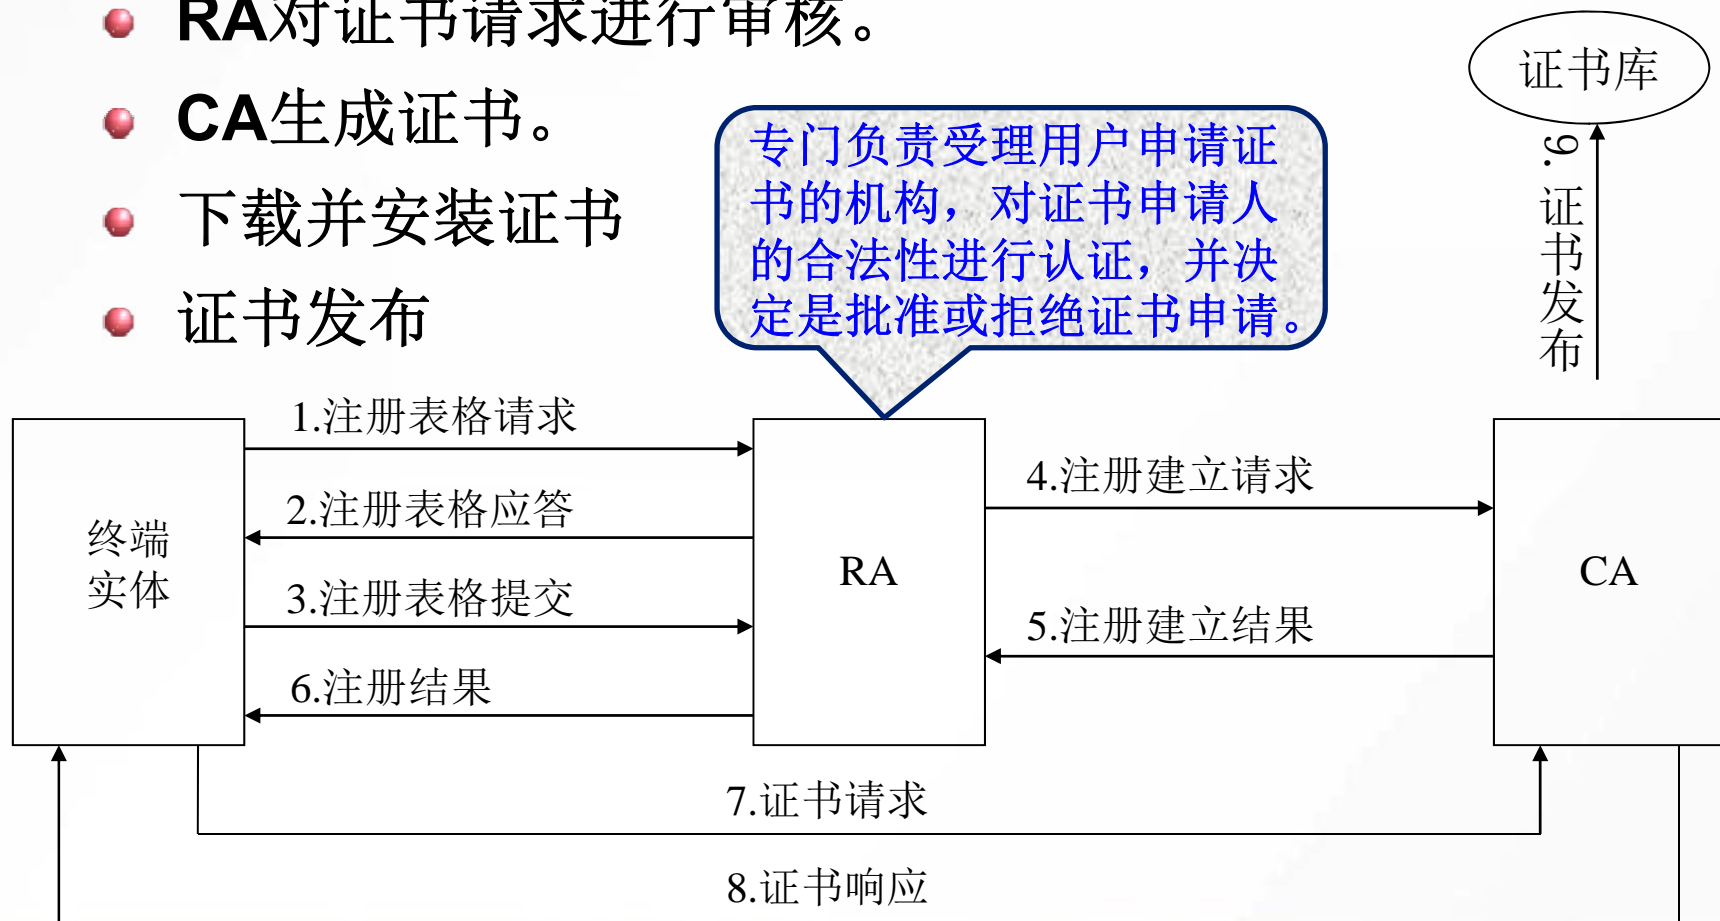 RA对证书请求进行审核。
CA生成证书。
下载并安装证书
证书发布
专门负责受理用户申请证
书的机构，对证书申请人
的合法性进行认证，并决
定是批准或拒绝证书申请。
证书库
9. 证书发布
1.注册表格请求
2.注册表格应答
3.注册表格提交
6.注册结果
终端
实体
RA
4.注册建立请求
5.注册建立结果
CA
7.证书请求
8.证书响应